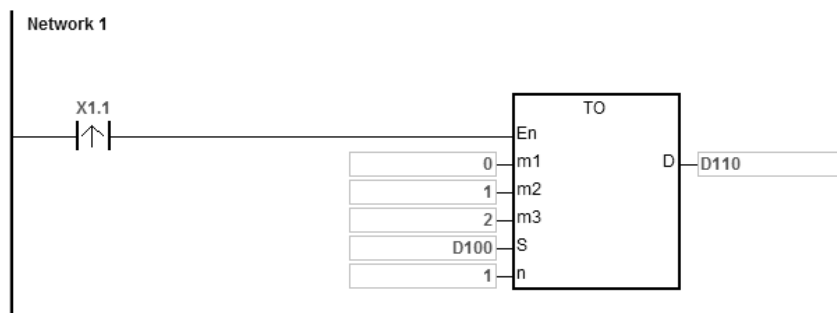 Network 1
X1.1
TO
En
0 m1 D D110
1 m2
2 m3
D100 S
1 n